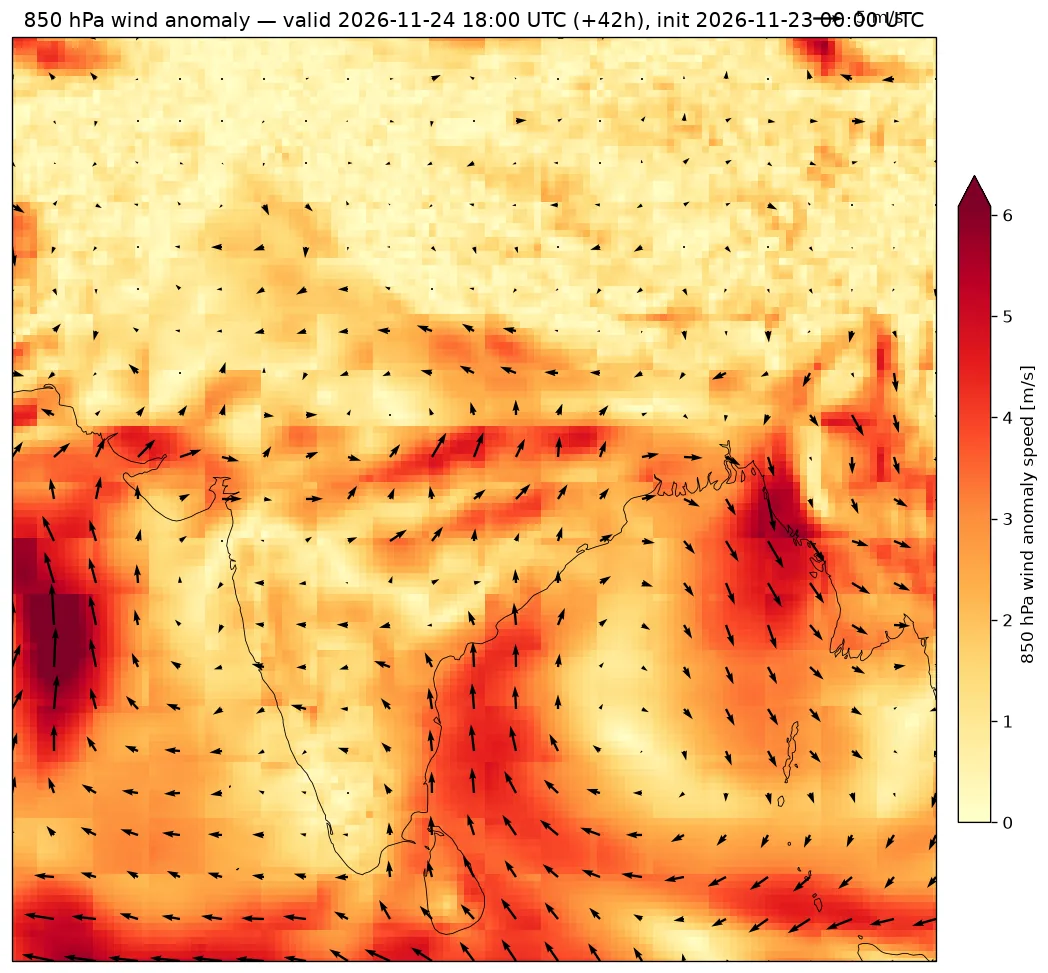 850 hPa wind anomaly — valid 2026-11-24 18:00 UTC (+42h), init 2026-11-23 00:00 UTC
5 m/s
6
5
4
3
2
1
0
850 hPa wind anomaly speed [m/s]